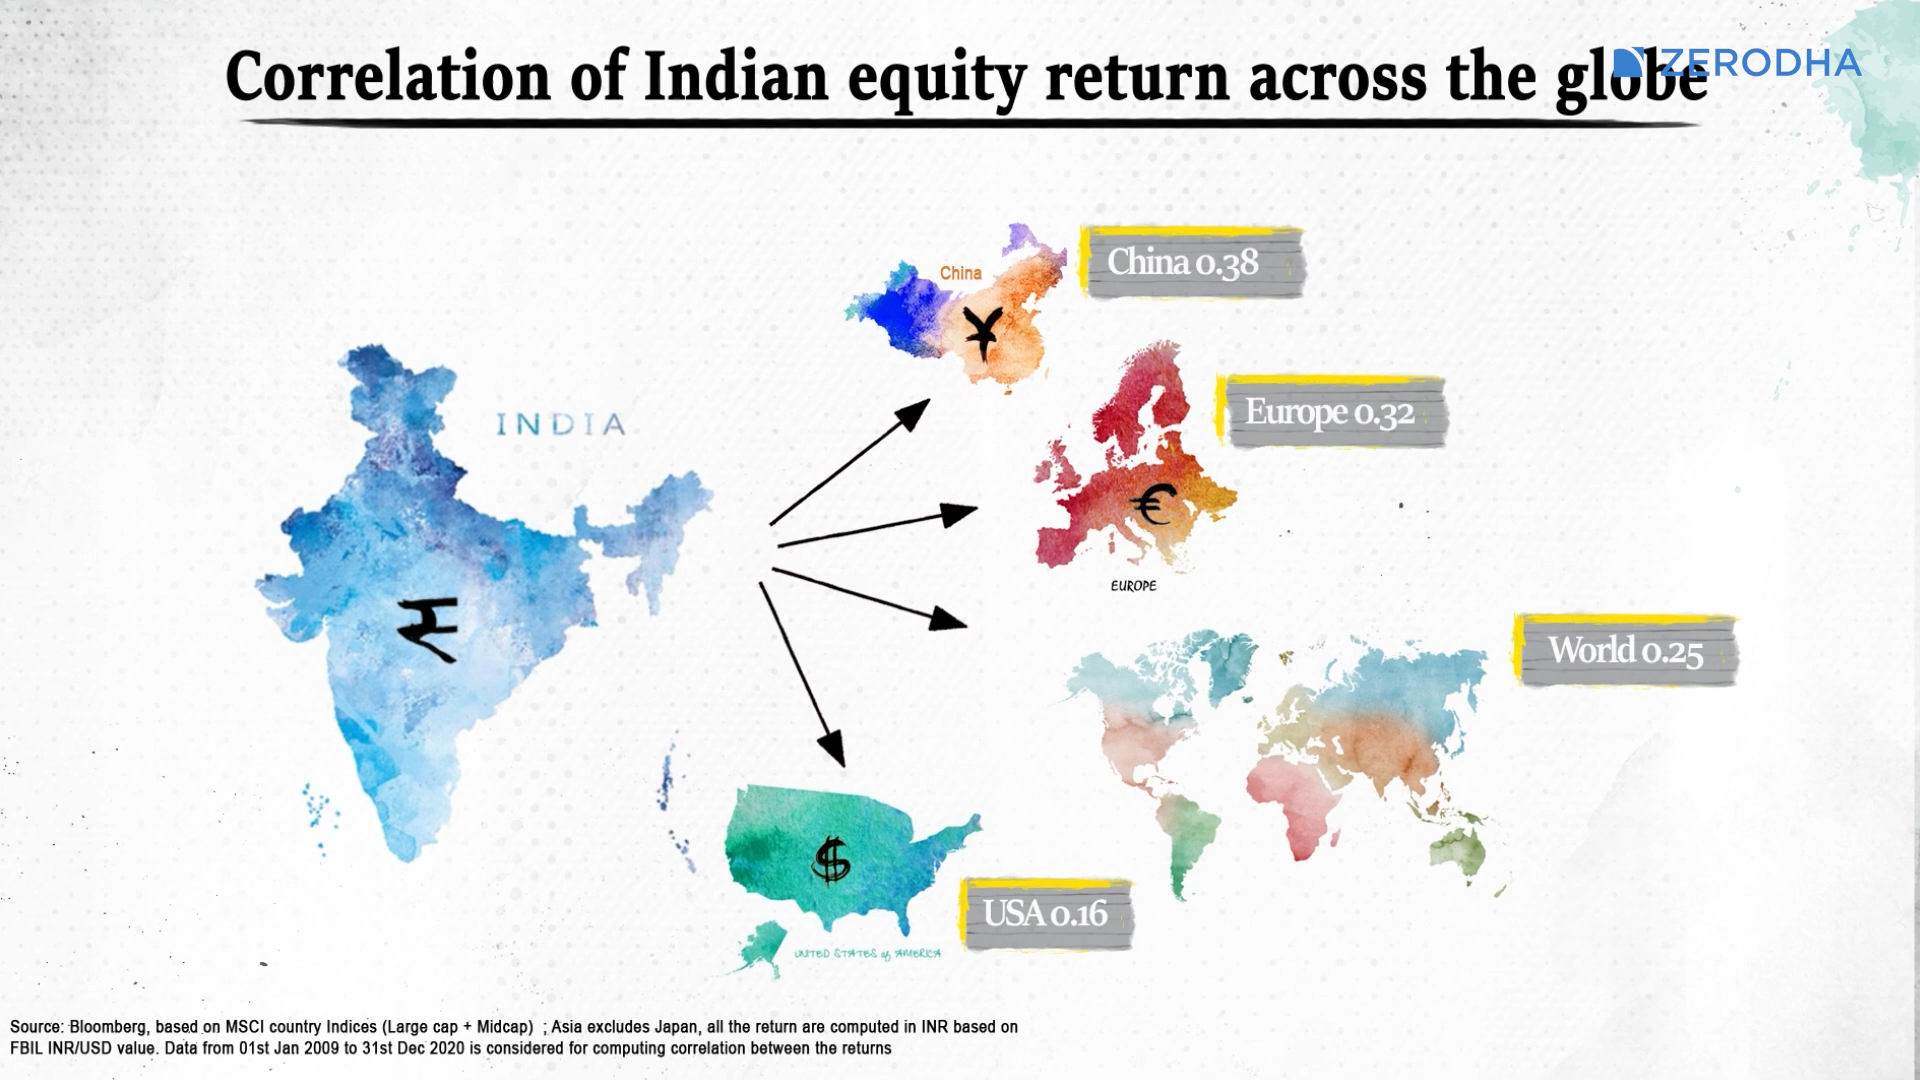 Correlation of Indian equity return across the globe
ZERODHA
China
China 0.38
¥
INDIA
Europe 0.32
€
EUROPE
₹
World 0.25
$
USA 0.16
UNITED STATES of AMERICA
Source: Bloomberg, based on MSCI country Indices (Large cap + Midcap)  ; Asia excludes Japan, all the return are computed in INR based on
FBIL INR/USD value. Data from 01st Jan 2009 to 31st Dec 2020 is considered for computing correlation between the returns